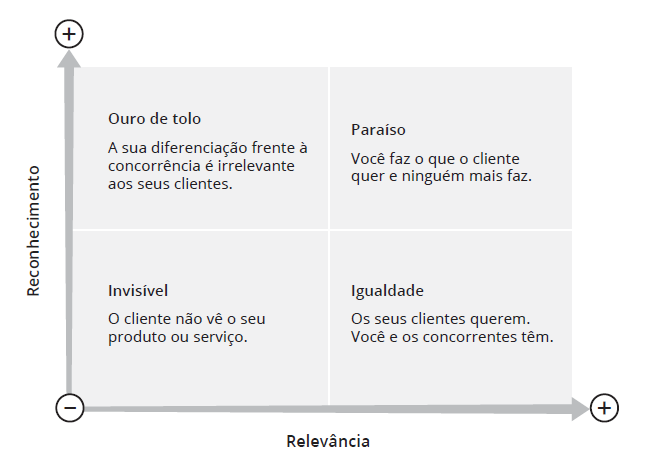 +
Reconhecimento
Ouro de tolo
A sua diferenciação frente à
concorrência é irrelevante
aos seus clientes.
Paraíso
Você faz o que o cliente
quer e ninguém mais faz.
Invisível
O cliente não vê o seu
produto ou serviço.
Igualdade
Os seus clientes querem.
Você e os concorrentes têm.
−
+
Relevância